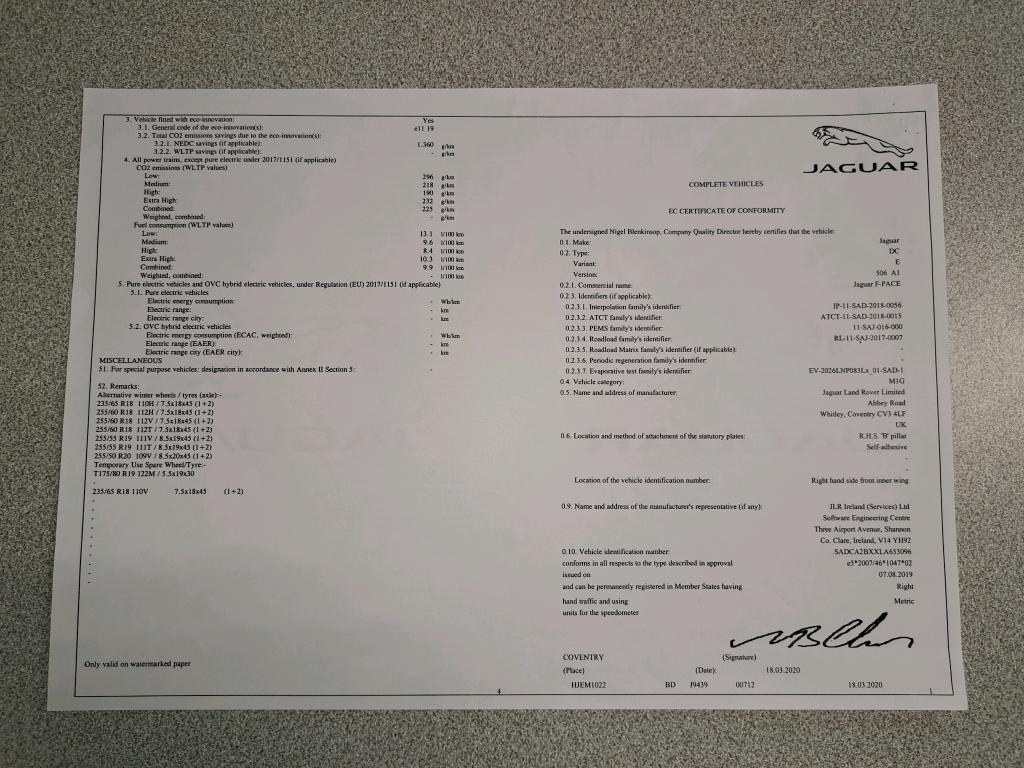 3. Vehicle fitted with eco-innovation: Yes
3.1. General code of the eco-innovation(s): e11 19
3.2. Total CO2 emissions savings due to the eco-innovation(s):
3.2.1. NEDC savings (if applicable): 1.360 g/km
3.2.2. WLTP savings (if applicable): - g/km
4. All power trains, except pure electric under 2017/1151 (if applicable)
CO2 emissions (WLTP values)
Low: 296 g/km
Medium: 218 g/km
High: 190 g/km
Extra High: 232 g/km
Combined: 225 g/km
Weighted, combined: - g/km
Fuel consumption (WLTP values)
Low: 13.1 l/100 km
Medium: 9.6 l/100 km
High: 8.4 l/100 km
Extra High: 10.3 l/100 km
Combined: 9.9 l/100 km
Weighted, combined: - l/100 km
5. Pure electric vehicles and OVC hybrid electric vehicles, under Regulation (EU) 2017/1151 (if applicable)
5.1. Pure electric vehicles
Electric energy consumption: - Wh/km
Electric range: - km
Electric range city: - km
5.2. OVC hybrid electric vehicles
Electric energy consumption (ECAC, weighted): - Wh/km
Electric range (EAER): - km
Electric range city (EAER city): - km
MISCELLANEOUS
51. For special purpose vehicles: designation in accordance with Annex II Section 5: -
52. Remarks:
Alternative winter wheels / tyres (axle):-
235/65 R18 110H / 7.5x18x45 (1+2)
255/60 R18 112H / 7.5x18x45 (1+2)
255/60 R18 112V / 7.5x18x45 (1+2)
255/60 R18 112T / 7.5x18x45 (1+2)
255/55 R19 111V / 8.5x19x45 (1+2)
255/55 R19 111T / 8.5x19x45 (1+2)
255/50 R20 109V / 8.5x20x45 (1+2)
Temporary Use Spare Wheel/Tyre:-
T175/80 R19 122M / 5.5x19x30
-
235/65 R18 110V 7.5x18x45 (1+2)
-
-
-
-
-
-
-
-
-
Only valid on watermarked paper
4
JAGUAR
COMPLETE VEHICLES
EC CERTIFICATE OF CONFORMITY
The undersigned Nigel Blenkinsop, Company Quality Director hereby certifies that the vehicle:
0.1. Make: Jaguar
0.2. Type: DC
Variant: E
Version: 506 A1
0.2.1. Commercial name: Jaguar F-PACE
0.2.3. Identifiers (if applicable):
0.2.3.1. Interpolation family's identifier: IP-11-SAD-2018-0056
0.2.3.2. ATCT family's identifier: ATCT-11-SAD-2018-0015
0.2.3.3. PEMS family's identifier: 11-SAJ-016-000
0.2.3.4. Roadload family's identifier: RL-11-SAJ-2017-0007
0.2.3.5. Roadload Matrix family's identifier (if applicable): -
0.2.3.6. Periodic regeneration family's identifier: -
0.2.3.7. Evaporative test family's identifier: EV-2026LNP083Lx_01-SAD-1
0.4. Vehicle category: M1G
0.5. Name and address of manufacturer: Jaguar Land Rover Limited
Abbey Road
Whitley, Coventry CV3 4LF
UK
0.6. Location and method of attachment of the statutory plates: R.H.S. 'B' pillar
Self-adhesive
-
-
Location of the vehicle identification number: Right hand side front inner wing
0.9. Name and address of the manufacturer's representative (if any): JLR Ireland (Services) Ltd
Software Engineering Centre
Three Airport Avenue, Shannon
Co. Clare, Ireland, V14 YH92
0.10. Vehicle identification number: SADCA2BXXLA653096
conforms in all respects to the type described in approval e5*2007/46*1047*02
issued on 07.08.2019
and can be permanently registered in Member States having Right
hand traffic and using Metric
units for the speedometer
COVENTRY (Signature)
(Place) (Date): 18.03.2020
HJEM1022 BD J9439 00712 18.03.2020